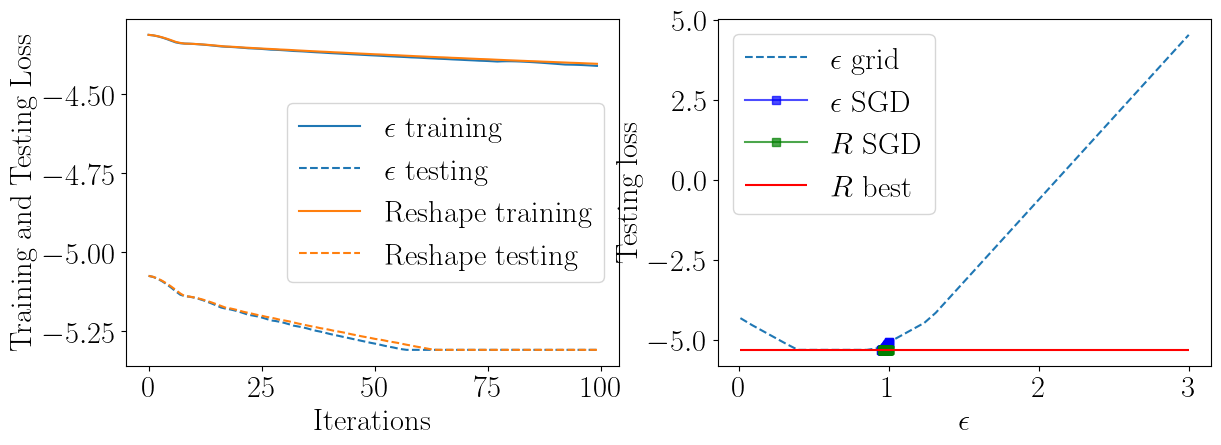 Training and Testing Loss
−4.50
−4.75
−5.00
−5.25
0
25
50
75
100
Iterations
ϵ training
ϵ testing
Reshape training
Reshape testing
Testing loss
5.0
2.5
0.0
−2.5
−5.0
0
1
2
3
ϵ
ϵ grid
ϵ SGD
R SGD
R best